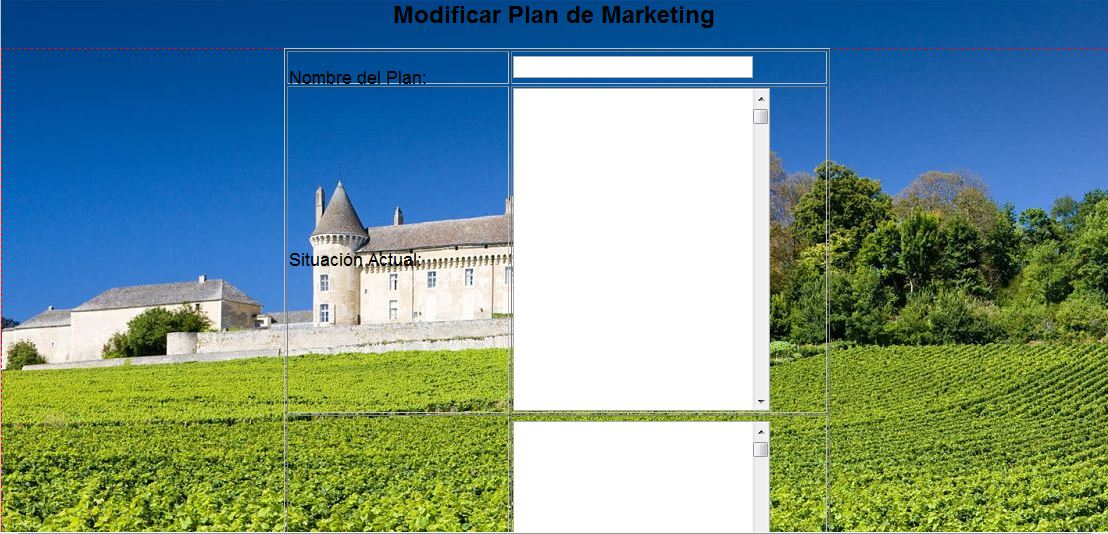 Modificar Plan de Marketing
Nombre del Plan:
Situación Actual: